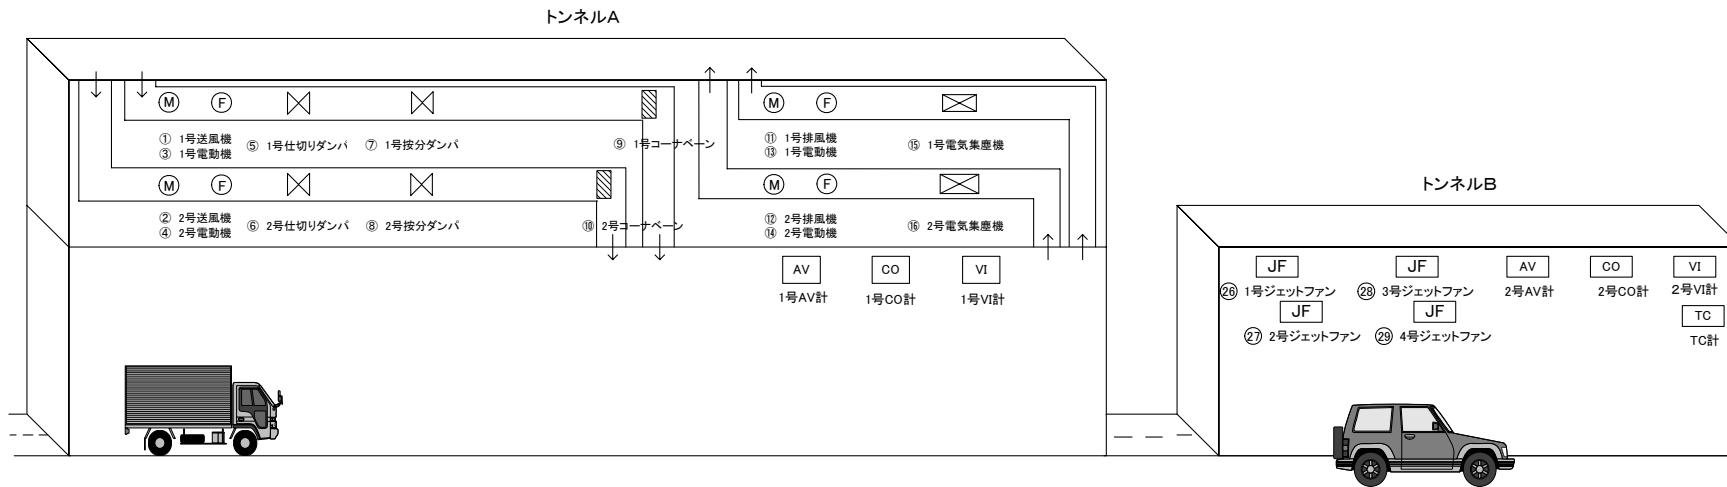 トンネルA
M F
① 1号送風機
③ 1号電動機
⑤ 1号仕切りダンパ
⑦ 1号按分ダンパ
⑨ 1号コーナベーン
M F
⑪ 1号排風機
⑬ 1号電動機
⑮ 1号電気集塵機
M F
② 2号送風機
④ 2号電動機
⑥ 2号仕切りダンパ
⑧ 2号按分ダンパ
⑩ 2号コーナベーン
M F
⑫ 2号排風機
⑭ 2号電動機
⑯ 2号電気集塵機
AV CO VI
1号AV計 1号CO計 1号VI計
トンネルB
JF JF AV CO VI
㉖ 1号ジェットファン ㉘ 3号ジェットファン 2号AV計 2号CO計 2号VI計
JF JF TC
㉗ 2号ジェットファン ㉙ 4号ジェットファン TC計